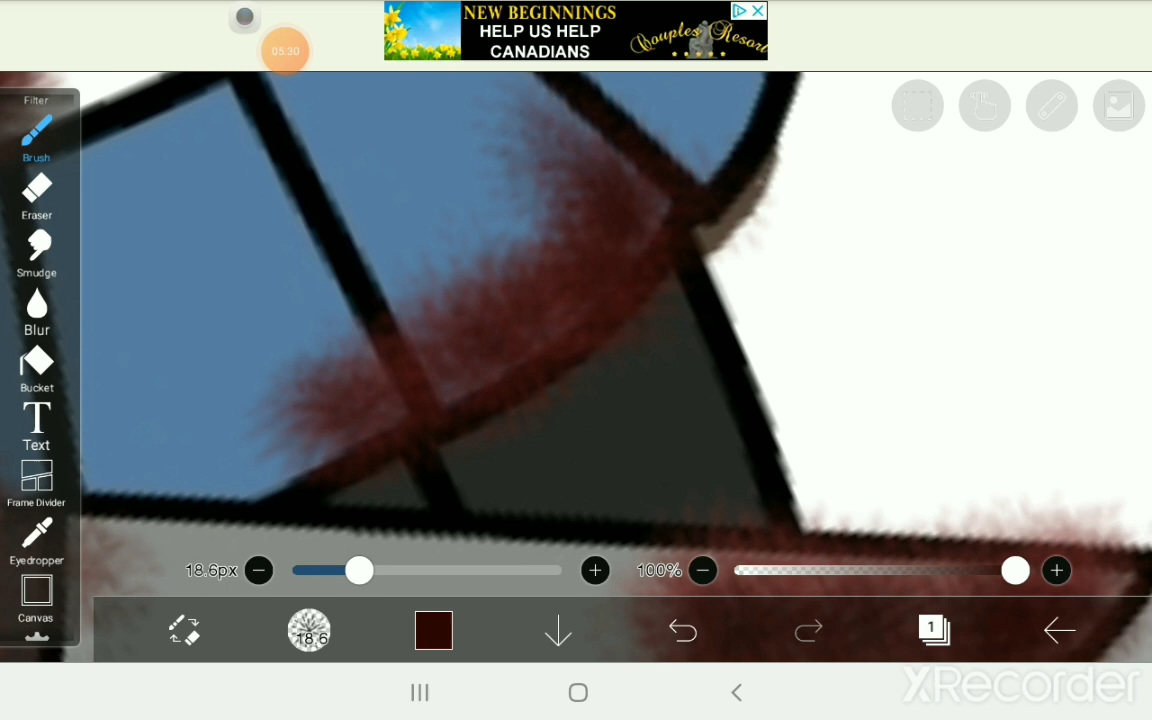 05:30
NEW BEGINNINGS
HELP US HELP
CANADIANS
Couples Resort
Filter
Brush
Eraser
Smudge
Blur
Bucket
T
Text
Frame Divider
Eyedropper
Canvas
18.6px
100%
18.6
1
XRecorder